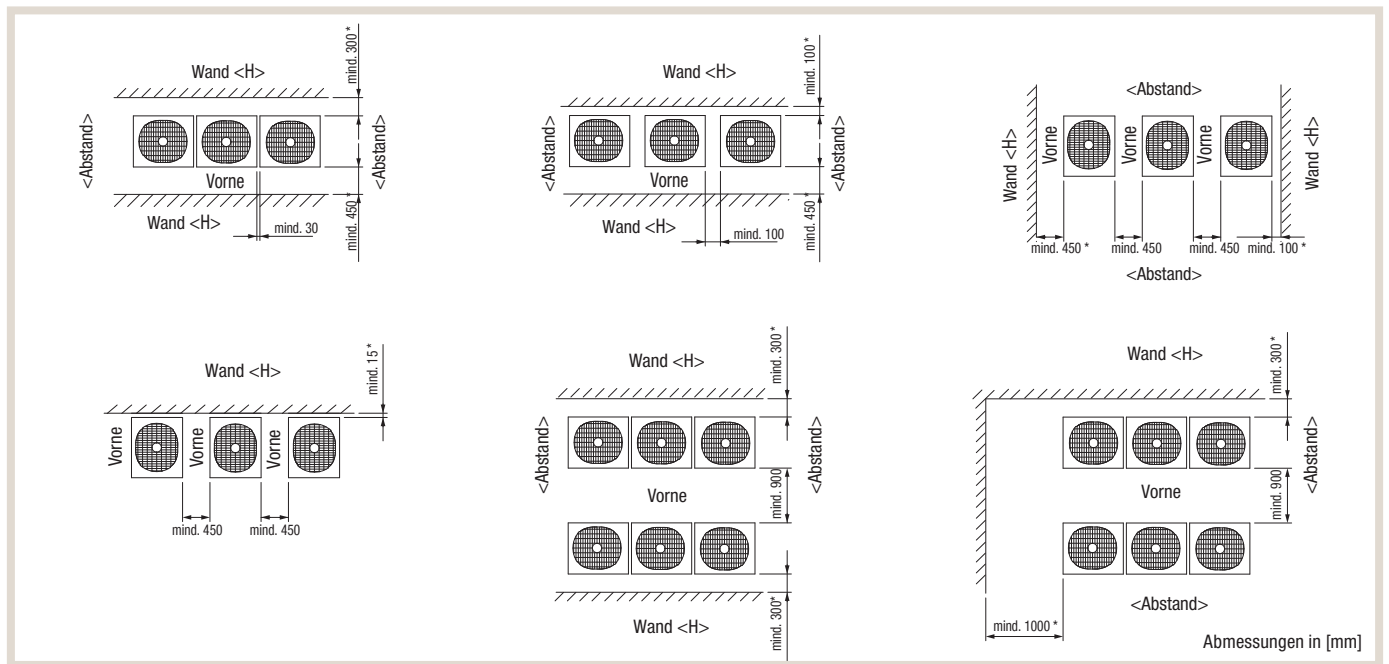 Wand <H>
mind. 300 *
<Abstand>
<Abstand>
Vorne
Wand <H>
mind. 30
mind. 450 *
Wand <H>
mind. 100 *
<Abstand>
<Abstand>
Vorne
Wand <H>
mind. 100
mind. 450*
<Abstand>
Wand <H>
Vorne
Vorne
Vorne
Wand <H>
mind. 450 *
mind. 450
mind. 450
mind. 100 *
<Abstand>
Wand <H>
mind. 15 *
Vorne
Vorne
Vorne
mind. 450
mind. 450
Wand <H>
mind. 300 *
<Abstand>
<Abstand>
Vorne
mind. 900
Wand <H>
mind. 300*
Wand <H>
mind. 300 *
<Abstand>
Vorne
mind. 900
<Abstand>
mind. 1000 *
Abmessungen in [mm]